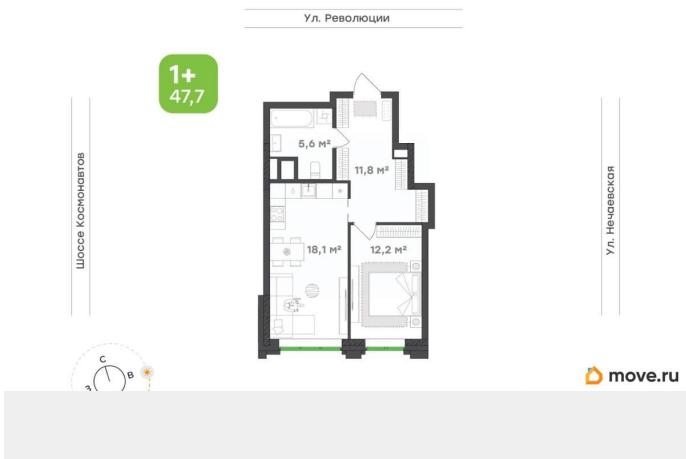 Ул. Революции
1+
47,7
Шоссе Космонавтов
Ул. Нечаевская
5,6 м²
11,8 м²
18,1 м²
12,2 м²
С
В
З
move.ru